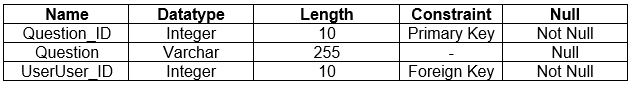 Name Datatype Length Constraint Null
Question_ID Integer 10 Primary Key Not Null
Question Varchar 255 - Null
UserUser_ID Integer 10 Foreign Key Not Null